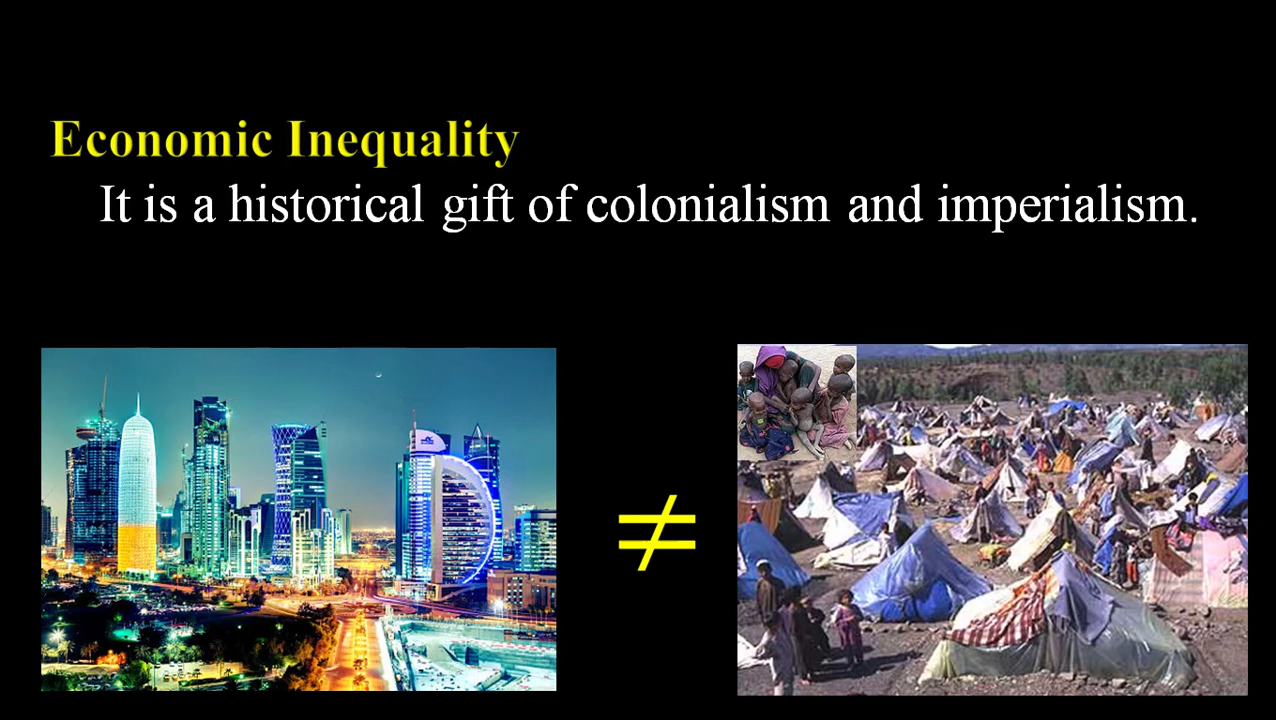 Economic Inequality
It is a historical gift of colonialism and imperialism.
≠